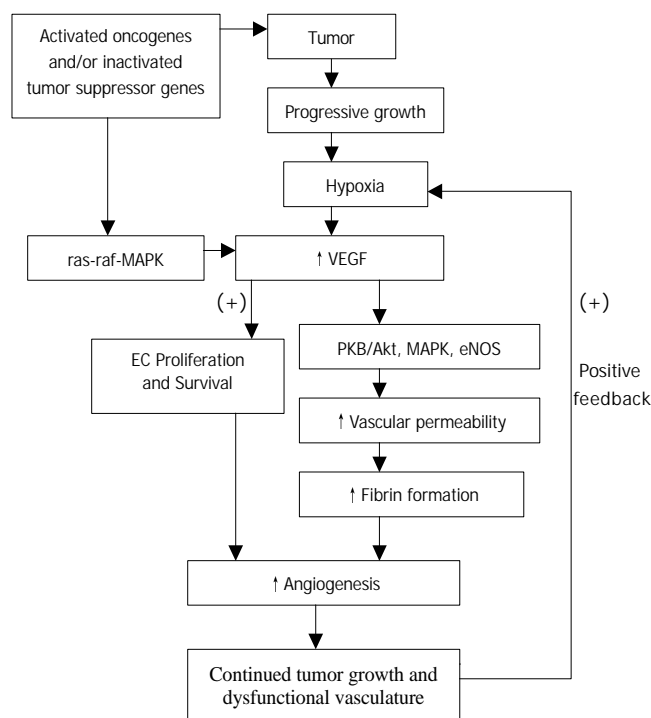 Activated oncogenes
and/or inactivated
tumor suppressor genes
Tumor
Progressive growth
Hypoxia
ras-raf-MAPK
↑ VEGF
(+)
(+)
EC Proliferation
and Survival
PKB/Akt, MAPK, eNOS
Positive
feedback
↑ Vascular permeability
↑ Fibrin formation
↑ Angiogenesis
Continued tumor growth and
dysfunctional vasculature